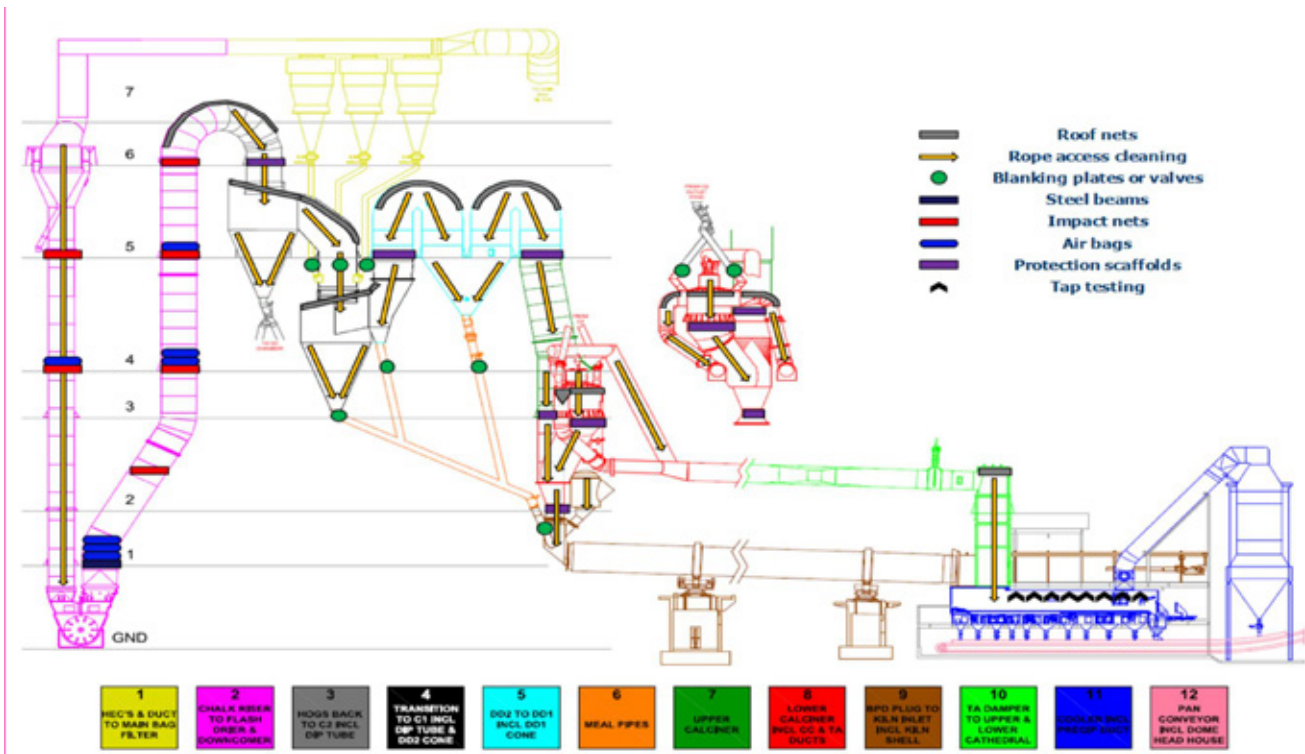 7
6
5
4
3
2
1
GND
Roof nets
Rope access cleaning
Blanking plates or valves
Steel beams
Impact nets
Air bags
Protection scaffolds
Tap testing
1
HEC'S & DUCT
TO MAIN BAG
FILTER
2
CHALK RISER
TO FLASH
DRIER &
DOWNCOMER
3
HOGS BACK
TO C2 INCL
DIP TUBE
4
TRANSITION
TO C1 INCL
DIP TUBE &
DD2 CONE
5
DD2 TO DD1
INCL DD1
CONE
6
MEAL PIPES
7
UPPER
CALCINER
8
LOWER
CALCINER
INCL CC & TA
DUCTS
9
BPD PLUG TO
KILN INLET
INCL KILN
SHELL
10
TA DAMPER
TO UPPER &
LOWER
CATHEDRAL
11
COOLER INCL
PRECIP DUCT
12
PAN
CONVEYOR
INCL DOME
HEAD HOUSE